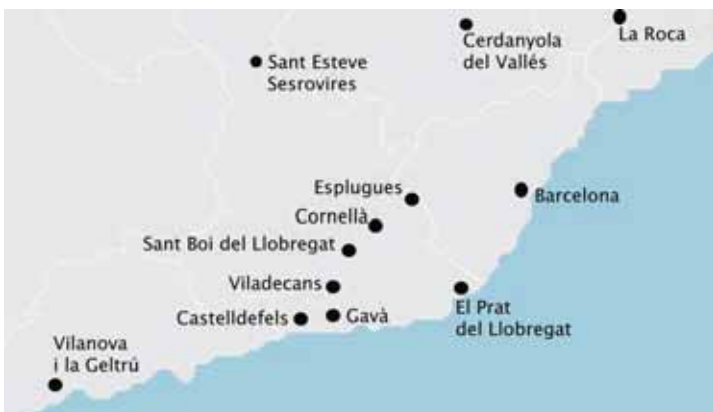 La Roca
Cerdanyola
del Vallés
Sant Esteve
Sesrovires
Esplugues
Barcelona
Cornellà
Sant Boi del Llobregat
Viladecans
El Prat
del Llobregat
Castelldefels
Gavà
Vilanova
i la Geltrú